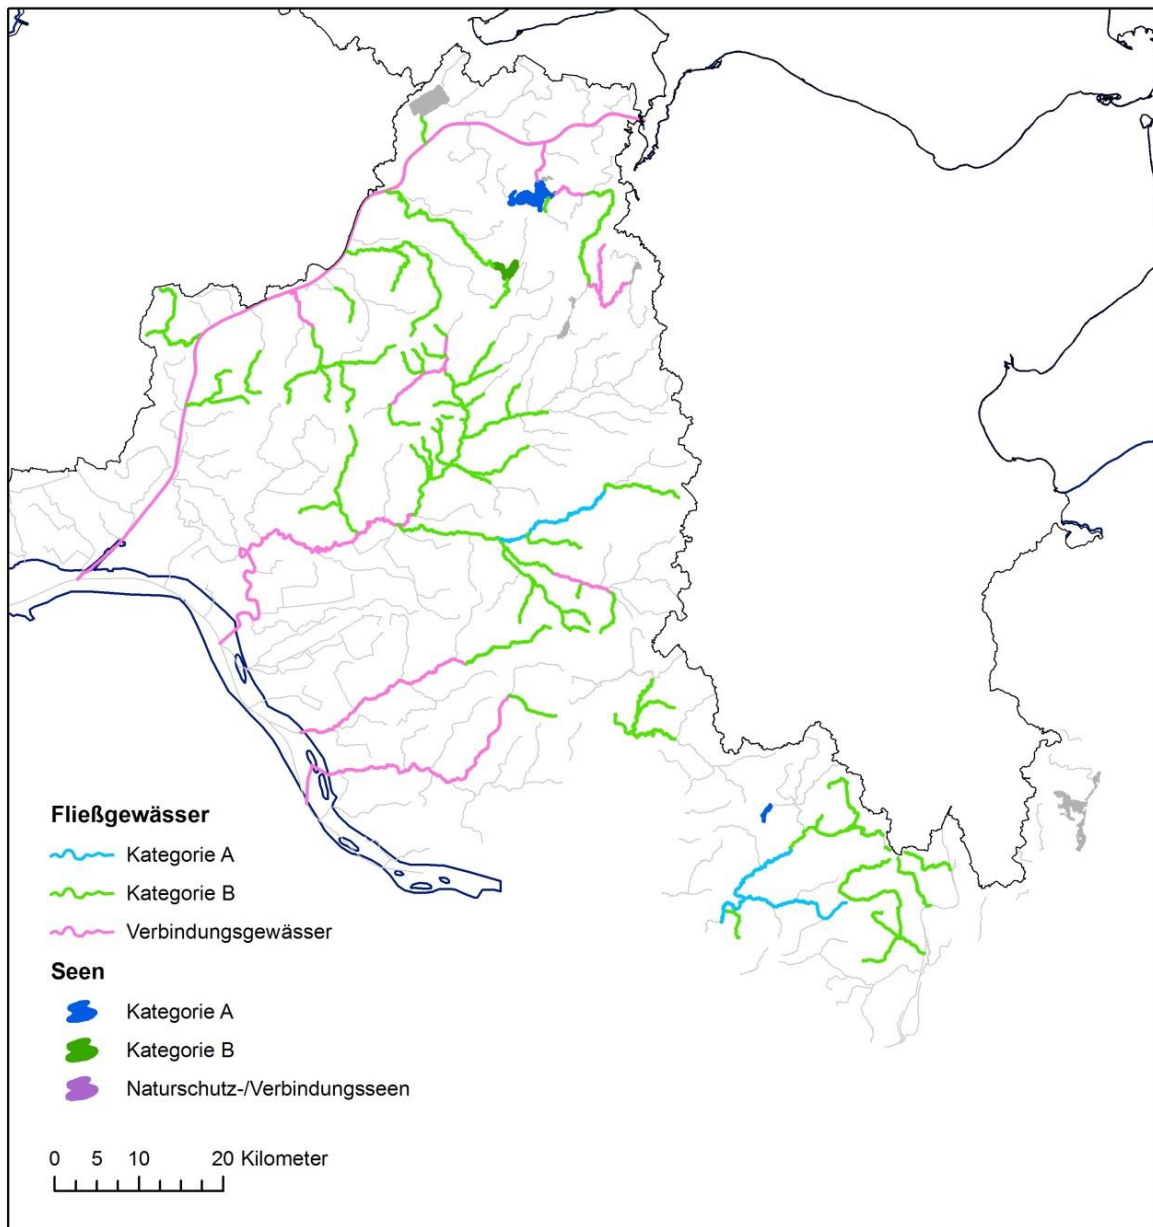 Fließgewässer
Kategorie A
Kategorie B
Verbindungsgewässer
Seen
Kategorie A
Kategorie B
Naturschutz-/Verbindungsseen
0 5 10 20 Kilometer